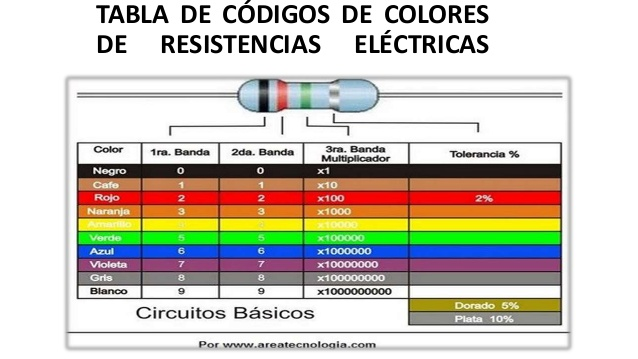 TABLA DE CÓDIGOS DE COLORES
DE RESISTENCIAS ELÉCTRICAS
Color 1ra. Banda 2da. Banda 3ra. Banda Multiplicador Tolerancia %
Negro 0 0 x1
Cafe 1 1 x10
Rojo 2 2 x100 2%
Naranja 3 3 x1000
Amarillo x10000
Verde 5 5 x100000
Azul 6 6 x1000000
Violeta 7 7 x10000000
Gris 8 8 x100000000
Blanco 9 9 x1000000000
Dorado 5%
Circuitos Básicos
Plata 10%
Por www.areatecnologia.com